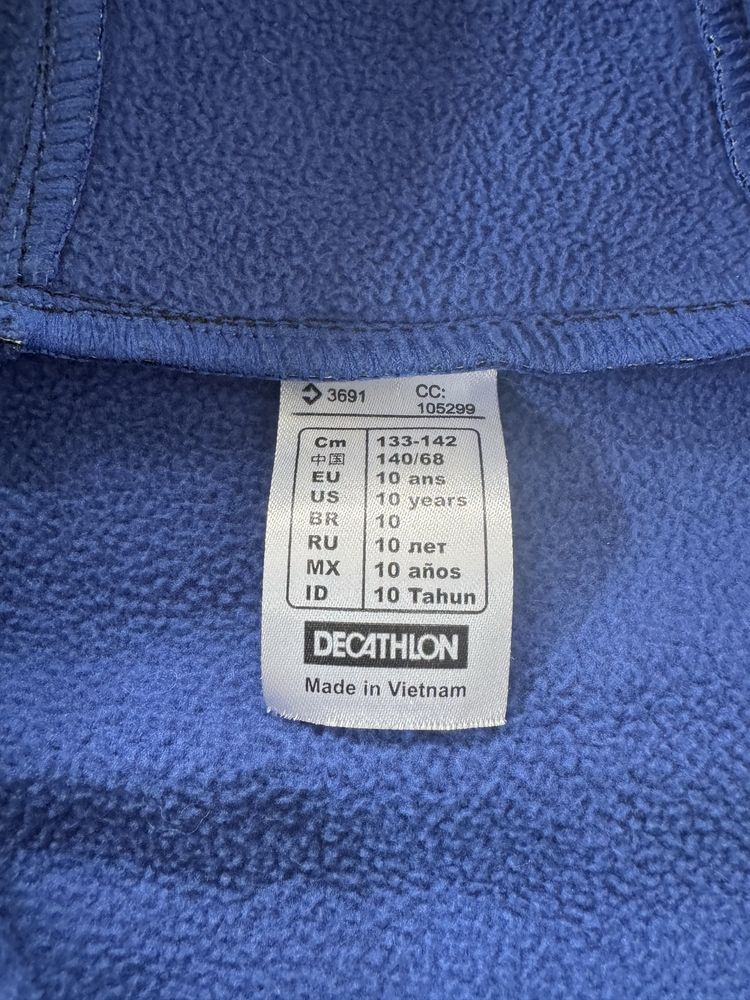 3691 CC:
105299
Cm 133-142
中国 140/68
EU 10 ans
US 10 years
BR 10
RU 10 лет
MX 10 años
ID 10 Tahun
DECATHLON
Made in Vietnam